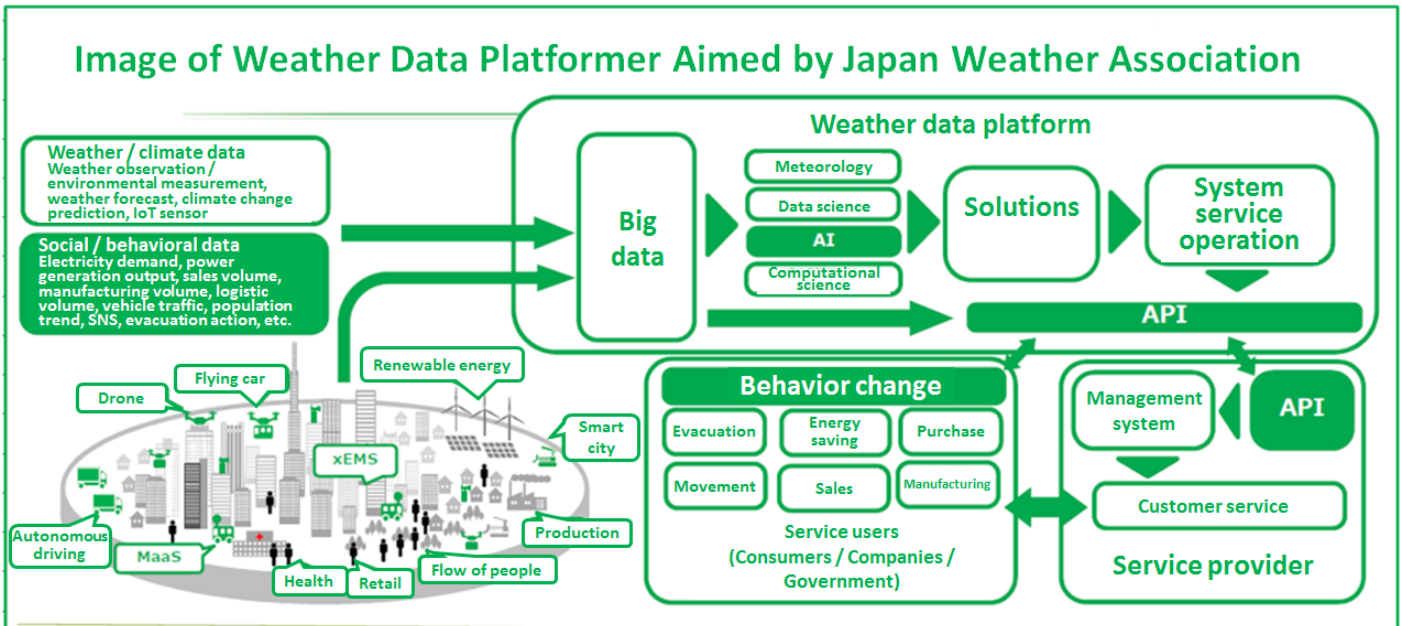 Image of Weather Data Platformer Aimed by Japan Weather Association
Weather / climate data
Weather observation /
environmental measurement,
weather forecast, climate change
prediction, IoT sensor
Social / behavioral data
Electricity demand, power
generation output, sales volume,
manufacturing volume, logistic
volume, vehicle traffic, population
trend, SNS, evacuation action, etc.
Weather data platform
Big
data
Meteorology
Data science
AI
Computational
science
Solutions
System
service
operation
API
Drone
Flying car
Renewable energy
Smart
city
xEMS
Autonomous
driving
MaaS
Health
Retail
Flow of people
Production
Behavior change
Evacuation
Energy
saving
Purchase
Movement
Sales
Manufacturing
Service users
(Consumers / Companies /
Government)
Management
system
API
Customer service
Service provider